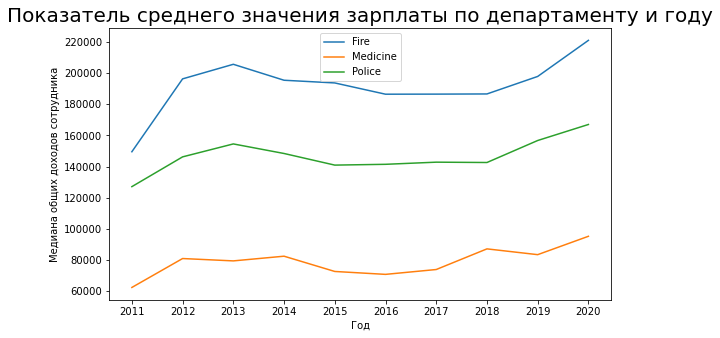 Показатель среднего значения зарплаты по департаменту и году
Медиана общих доходов сотрудника
220000
200000
180000
160000
140000
120000
100000
80000
60000
Fire
Medicine
Police
2011 2012 2013 2014 2015 2016 2017 2018 2019 2020
Год